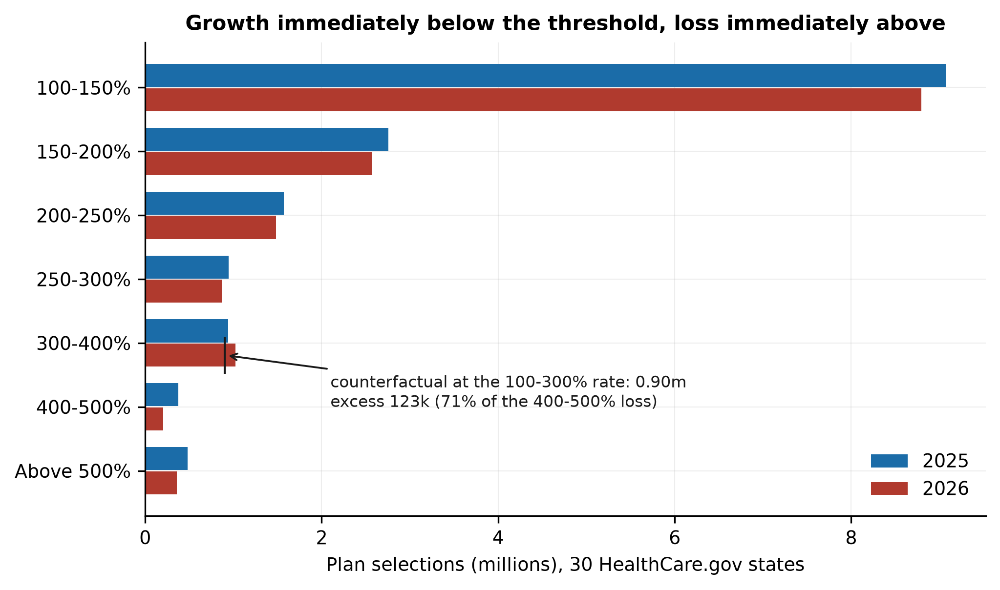 Growth immediately below the threshold, loss immediately above
100-150%
150-200%
200-250%
250-300%
300-400%
counterfactual at the 100-300% rate: 0.90m
excess 123k (71% of the 400-500% loss)
400-500%
Above 500%
2025
2026
0 2 4 6 8
Plan selections (millions), 30 HealthCare.gov states